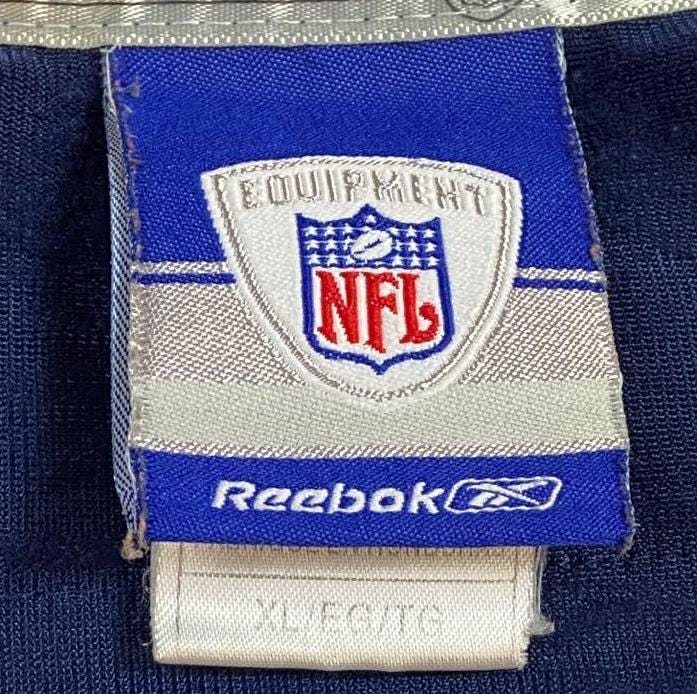 EQUIPMENT
NFL
Reebok
XL/EG/TG